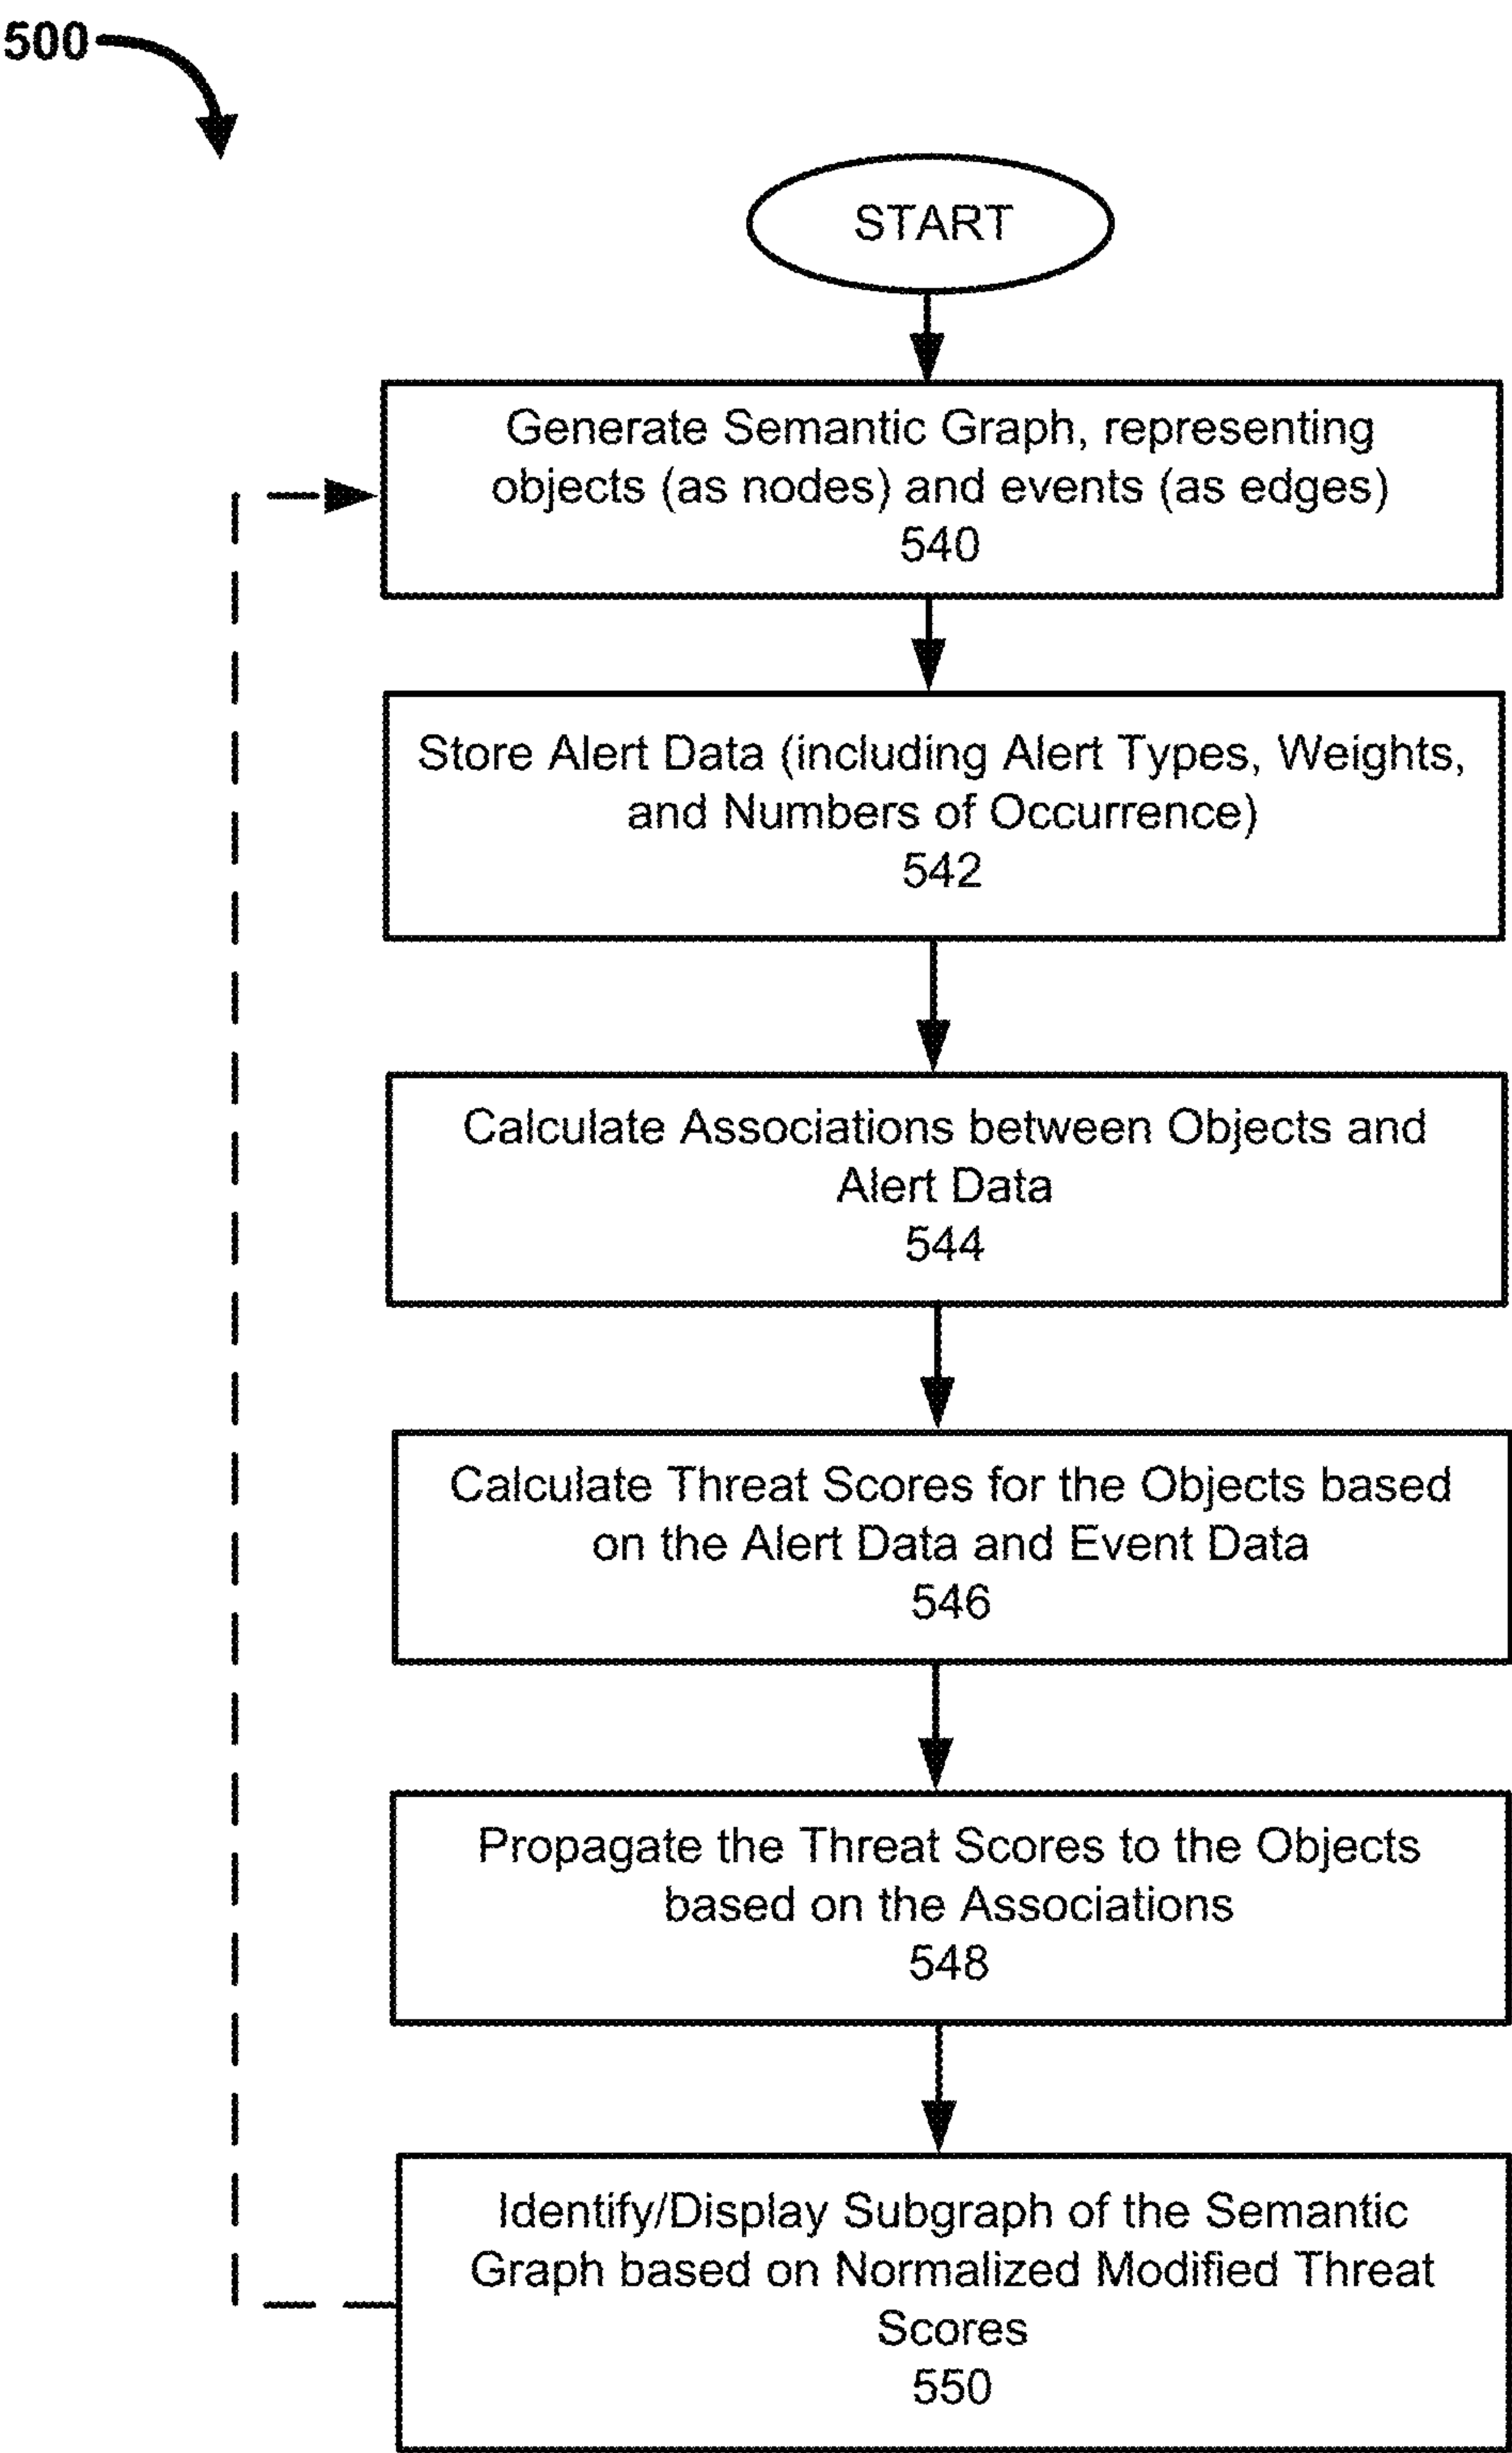 500
START
Generate Semantic Graph, representing
objects (as nodes) and events (as edges)
540
Store Alert Data (including Alert Types, Weights,
and Numbers of Occurrence)
542
Calculate Associations between Objects and
Alert Data
544
Calculate Threat Scores for the Objects based
on the Alert Data and Event Data
546
Propagate the Threat Scores to the Objects
based on the Associations
548
Identify/Display Subgraph of the Semantic
Graph based on Normalized Modified Threat
Scores
550